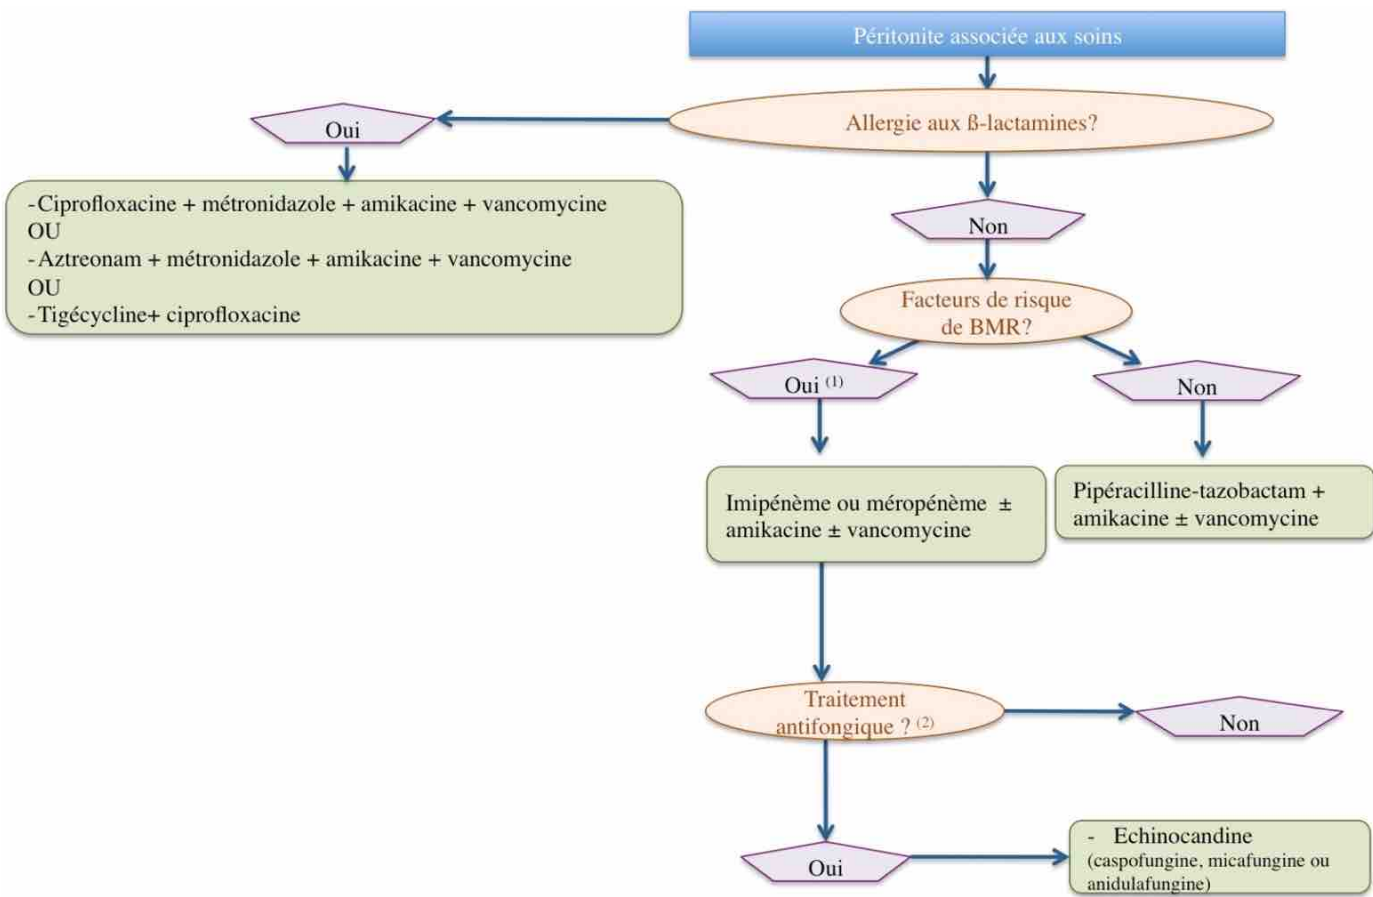 Péritonite associée aux soins
Allergie aux ß-lactamines?
Oui
-Ciprofloxacine + métronidazole + amikacine + vancomycine
OU
-Aztreonam + métronidazole + amikacine + vancomycine
OU
-Tigécycline+ ciprofloxacine
Non
Facteurs de risque
de BMR?
Oui (1)
Non
Imipénème ou méropénème ±
amikacine ± vancomycine
Pipéracilline-tazobactam +
amikacine ± vancomycine
Traitement
antifongique ? (2)
Non
Oui
- Echinocandine
(caspofungine, micafungine ou
anidulafungine)